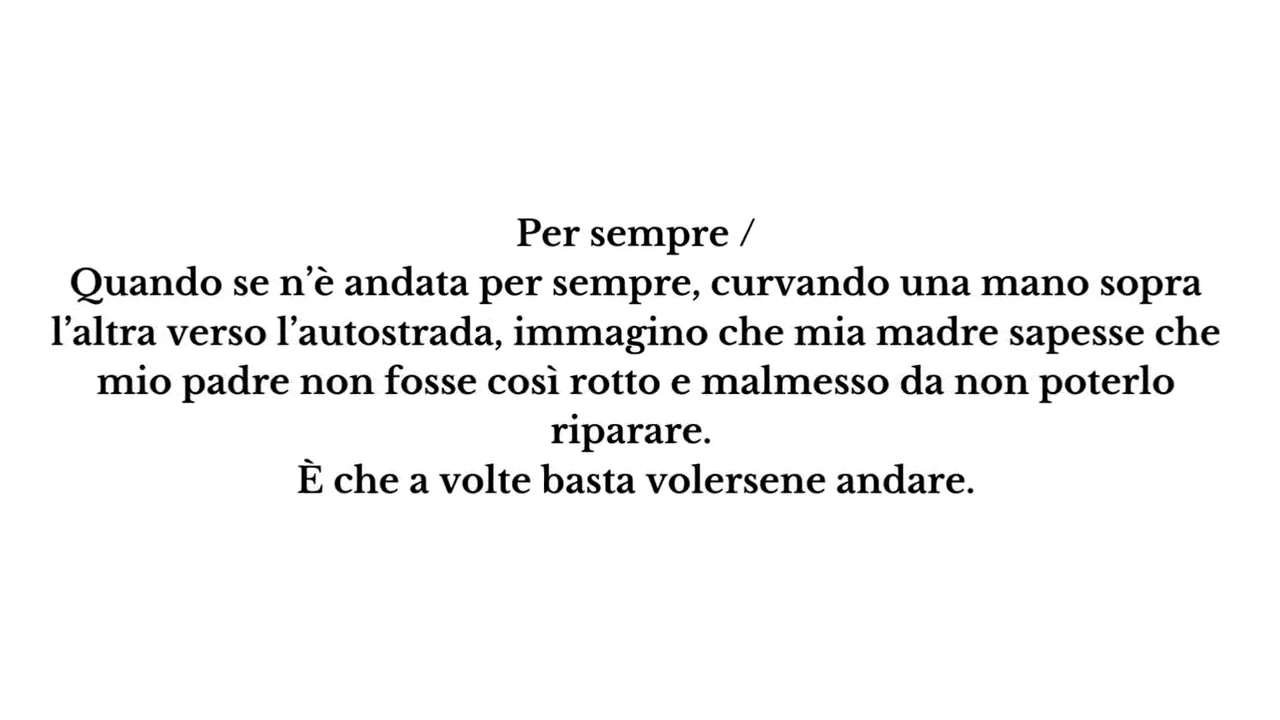 Per sempre /
Quando se n’è andata per sempre, curvando una mano sopra
l’altra verso l’autostrada, immagino che mia madre sapesse che
mio padre non fosse così rotto e malmesso da non poterlo
riparare.
È che a volte basta volersene andare.